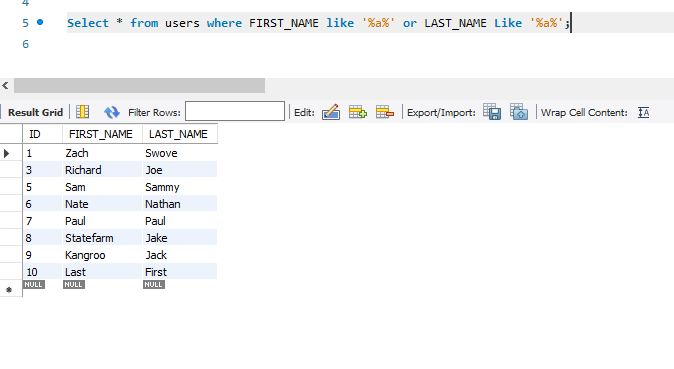 4
5 Select * from users where FIRST_NAME like '%a%' or LAST_NAME Like '%a%';
6
Result Grid Filter Rows: Edit: Export/Import: Wrap Cell Content: IA
ID FIRST_NAME LAST_NAME
1 Zach Swove
3 Richard Joe
5 Sam Sammy
6 Nate Nathan
7 Paul Paul
8 Statefarm Jake
9 Kangroo Jack
10 Last First
NULL NULL NULL